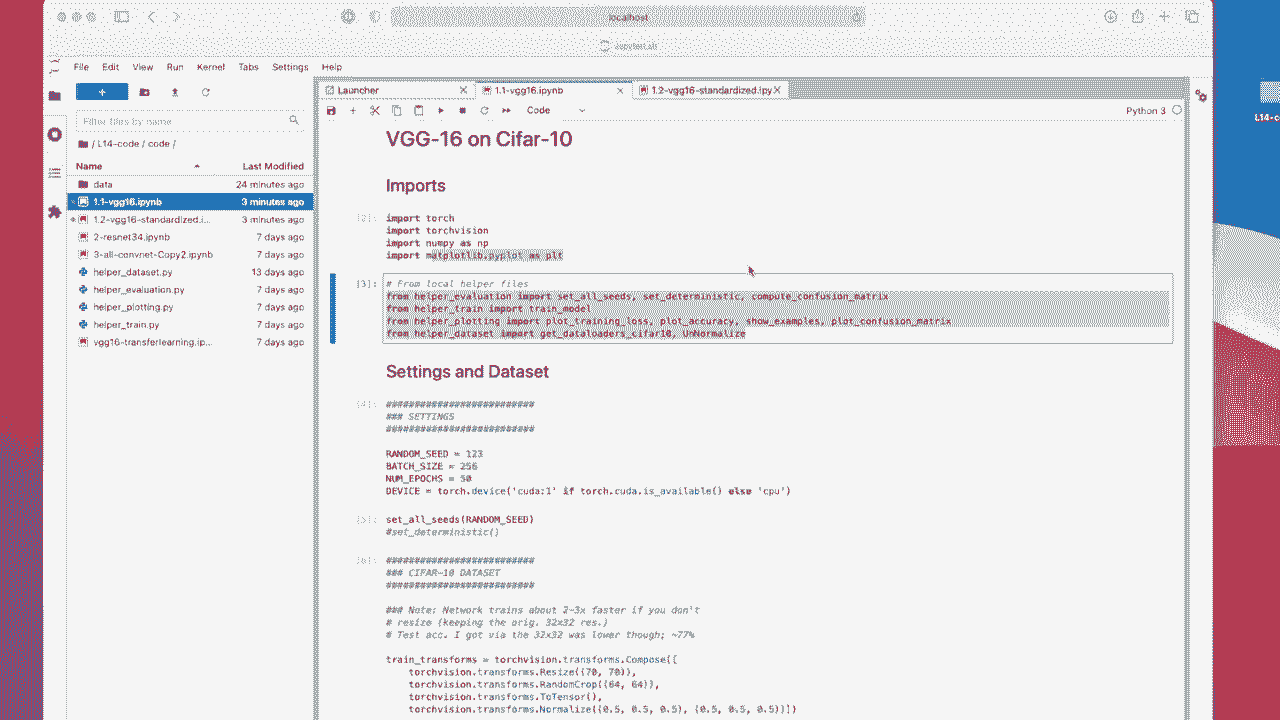 localhost
File Edit View Run Kernel Tabs Settings Help
Filter files by name
/ L14-code / code /
Name Last Modified
data 24 minutes ago
1.1-vgg16.ipynb 3 minutes ago
1.2-vgg16-standardized.i... 3 minutes ago
2-resnet34.ipynb 7 days ago
3-all-convnet-Copy2.ipynb 7 days ago
helper_dataset.py 13 days ago
helper_evaluation.py 7 days ago
helper_plotting.py 7 days ago
helper_train.py 7 days ago
vgg16-transferlearning.ip... 7 days ago
Launcher
1.1-vgg16.ipynb
1.2-vgg16-standardized.ipy
Code
Python 3
VGG-16 on Cifar-10
Imports
[2]:
import torch
import torchvision
import numpy as np
import matplotlib.pyplot as plt
[3]:
# From local helper files
from helper_evaluation import set_all_seeds, set_deterministic, compute_confusion_matrix
from helper_train import train_model
from helper_plotting import plot_training_loss, plot_accuracy, show_examples, plot_confusion_matrix
from helper_dataset import get_dataloaders_cifar10, UnNormalize
Settings and Dataset
[4]:
##########################
### SETTINGS
##########################
RANDOM_SEED = 123
BATCH_SIZE = 256
NUM_EPOCHS = 50
DEVICE = torch.device('cuda:1' if torch.cuda.is_available() else 'cpu')
[5]:
set_all_seeds(RANDOM_SEED)
#set_deterministic()
[6]:
##########################
### CIFAR-10 DATASET
##########################
### Note: Network trains about 2-3x faster if you don't
# resize (keeping the orig. 32x32 res.)
# Test acc. I got via the 32x32 was lower though; ~77%
train_transforms = torchvision.transforms.Compose([
torchvision.transforms.Resize((70, 70)),
torchvision.transforms.RandomCrop((64, 64)),
torchvision.transforms.ToTensor(),
torchvision.transforms.Normalize((0.5, 0.5, 0.5), (0.5, 0.5, 0.5))])